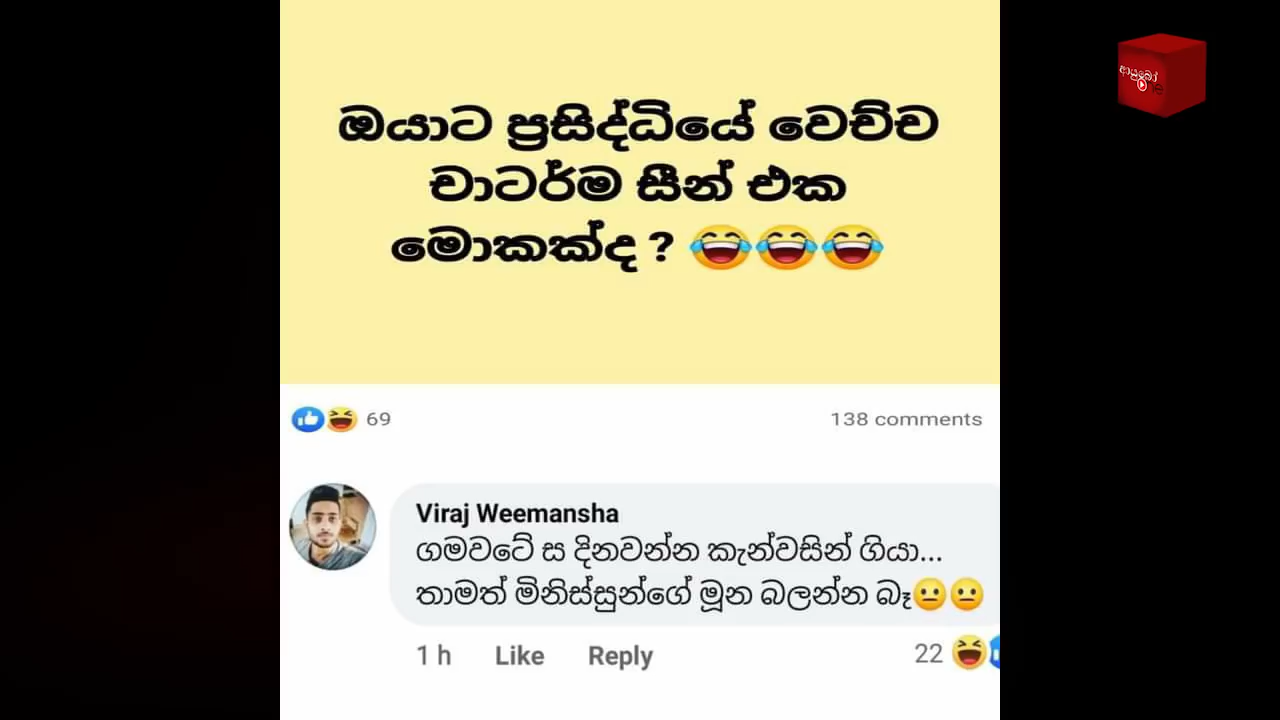 ඔයාට ප්‍රසිද්ධියේ වෙච්ච
චාටර්ම සීන් එක
මොකක්ද ? 😂😂😂
69
138 comments
Viraj Weemansha
ගමවටේ ස දිනවන්න කැන්වසින් ගියා...
තාමත් මිනිස්සුන්ගේ මූන බලන්න බෑ😐😐
1 h Like Reply
22